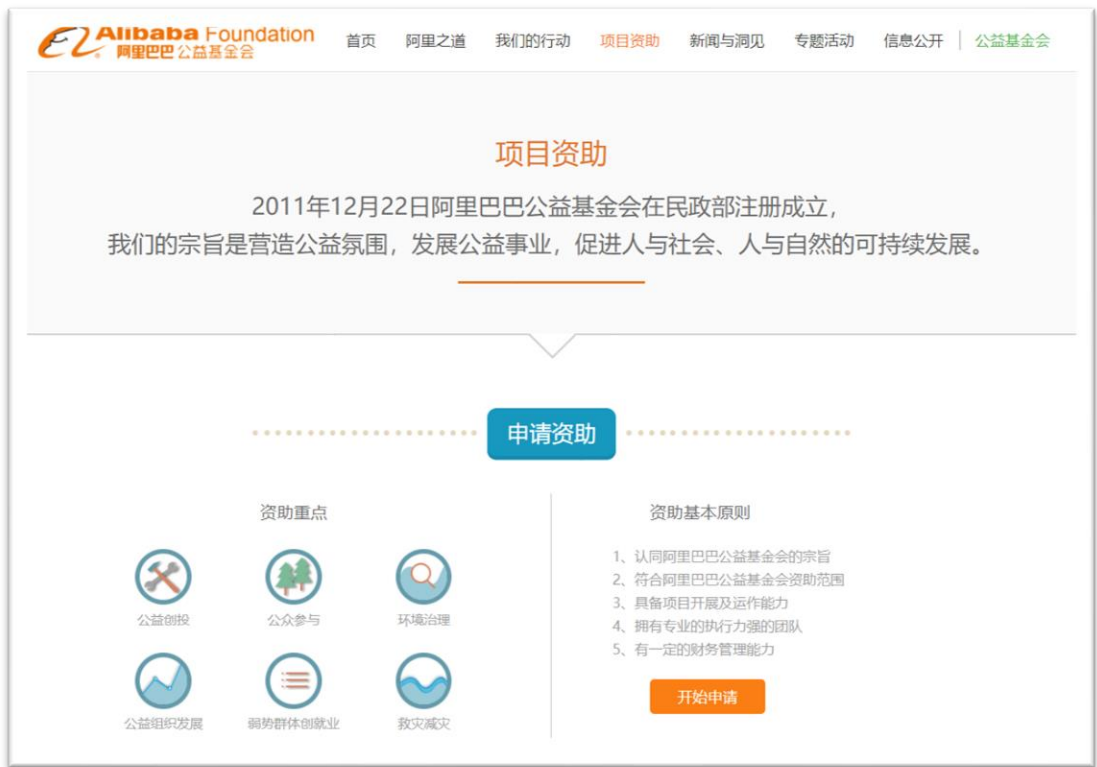 Alibaba Foundation
阿里巴巴公益基金会
首页 阿里之道 我们的行动 项目资助 新闻与洞见 专题活动 信息公开 公益基金会
项目资助
2011年12月22日阿里巴巴公益基金会在民政部注册成立，
我们的宗旨是营造公益氛围，发展公益事业，促进人与社会、人与自然的可持续发展。
申请资助
资助重点
公益创投 公众参与 环境治理
公益组织发展 弱势群体创就业 救灾减灾
资助基本原则
1、认同阿里巴巴公益基金会的宗旨
2、符合阿里巴巴公益基金会资助范围
3、具备项目开展及运作能力
4、拥有专业的执行力强的团队
5、有一定的财务管理能力
开始申请